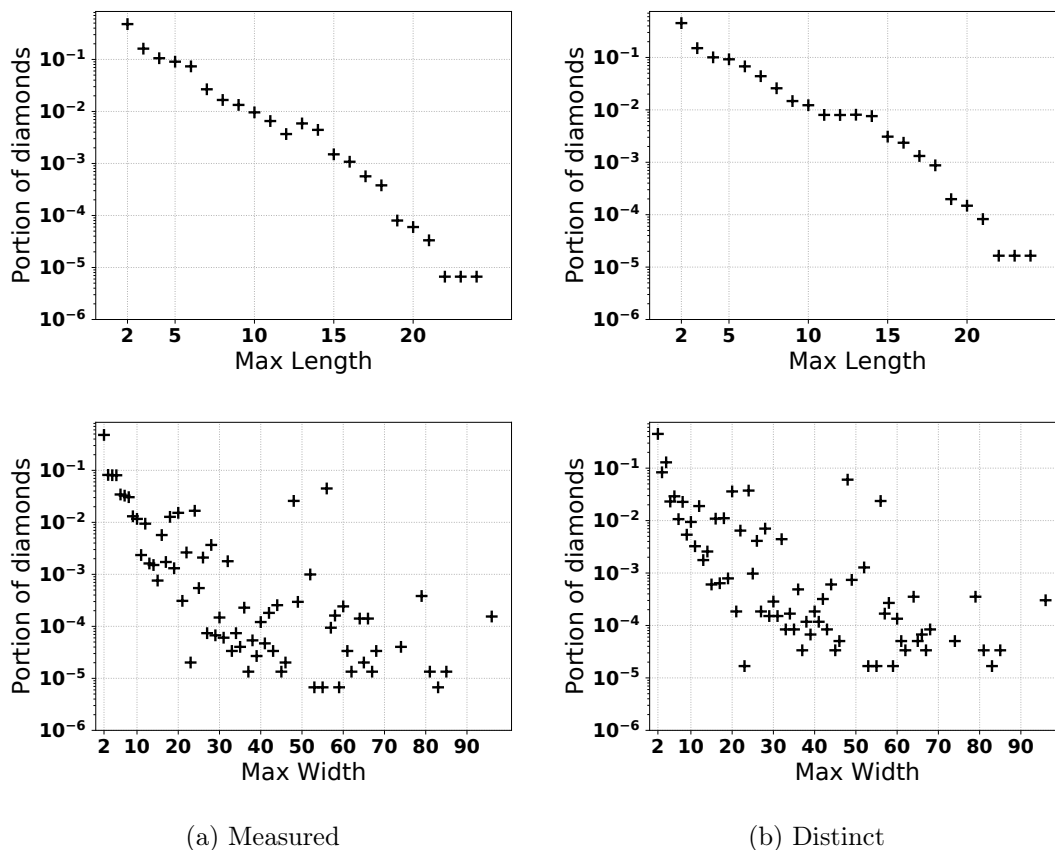 Portion of diamonds
10⁻¹
10⁻²
10⁻³
10⁻⁴
10⁻⁵
10⁻⁶
2 5 10 15 20
Max Length
Portion of diamonds
10⁻¹
10⁻²
10⁻³
10⁻⁴
10⁻⁵
10⁻⁶
2 5 10 15 20
Max Length
Portion of diamonds
10⁻¹
10⁻²
10⁻³
10⁻⁴
10⁻⁵
10⁻⁶
2 10 20 30 40 50 60 70 80 90
Max Width
Portion of diamonds
10⁻¹
10⁻²
10⁻³
10⁻⁴
10⁻⁵
10⁻⁶
2 10 20 30 40 50 60 70 80 90
Max Width
(a) Measured
(b) Distinct